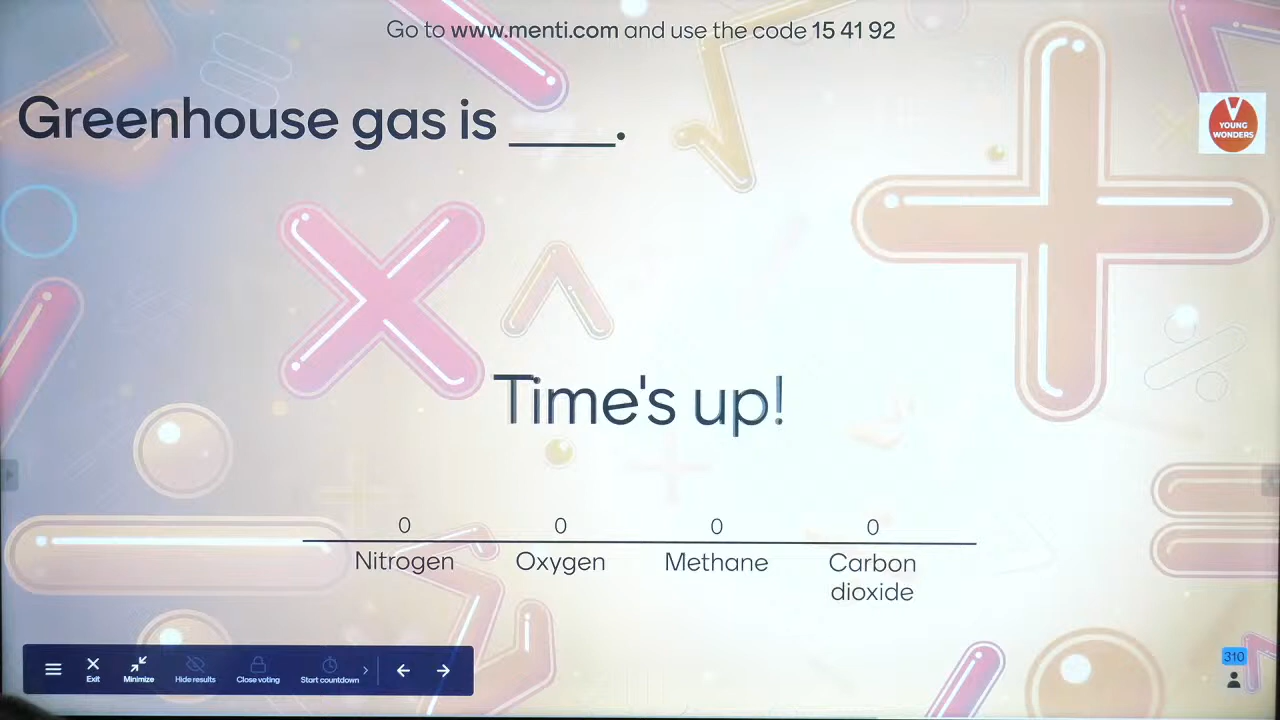 Go to www.menti.com and use the code 15 41 92
Greenhouse gas is ____.
YOUNG
WONDERS
Time's up!
0 0 0 0
Nitrogen Oxygen Methane Carbon
dioxide
310
Exit Minimize Hide results Close voting Start countdown